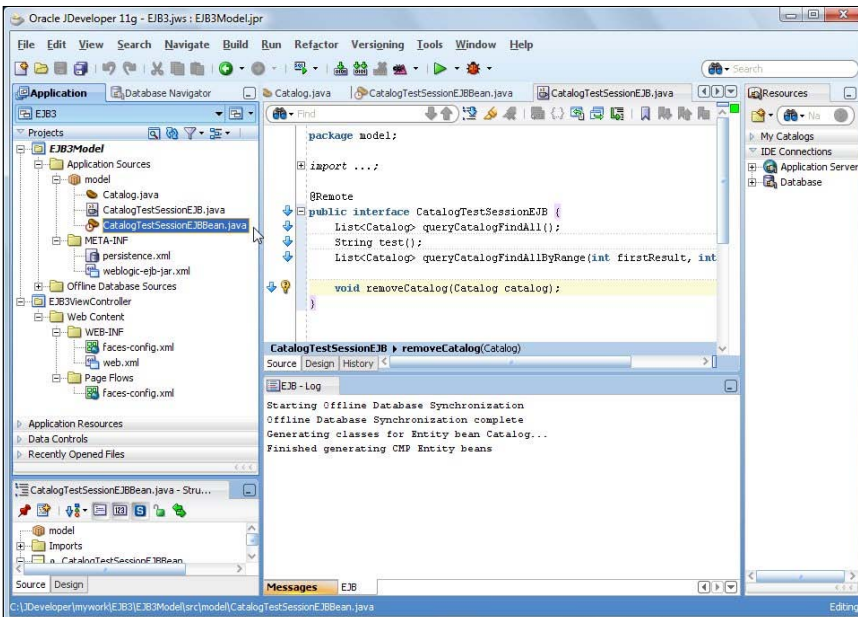 Oracle JDeveloper 11g - EJB3.jws : EJB3Model.jpr
File Edit View Search Navigate Build Run Refactor Versioning Tools Window Help
Search
Application
Database Navigator
EJB3
Projects
EJB3Model
Application Sources
model
Catalog.java
CatalogTestSessionEJB.java
CatalogTestSessionEJBBean.java
META-INF
persistence.xml
weblogic-ejb-jar.xml
Offline Database Sources
EJB3ViewController
Web Content
WEB-INF
faces-config.xml
web.xml
Page Flows
faces-config.xml
Application Resources
Data Controls
Recently Opened Files
CatalogTestSessionEJBBean.java - Stru...
model
Imports
CatalogTestSessionEJBBean
Source Design
Catalog.java
CatalogTestSessionEJBBean.java
CatalogTestSessionEJB.java
Find
package model;
import ...;
@Remote
public interface CatalogTestSessionEJB {
List<Catalog> queryCatalogFindAll();
String test();
List<Catalog> queryCatalogFindAllByRange(int firstResult, int
void removeCatalog(Catalog catalog);
}
CatalogTestSessionEJB removeCatalog(Catalog)
Source Design History
EJB - Log
Starting Offline Database Synchronization
Offline Database Synchronization complete
Generating classes for Entity bean Catalog...
Finished generating CMP Entity beans
Messages EJB
Resources
Na
My Catalogs
IDE Connections
Application Server
Database
C:\JDeveloper\mywork\EJB3\EJB3Model\src\model\CatalogTestSessionEJBBean.java
Editing